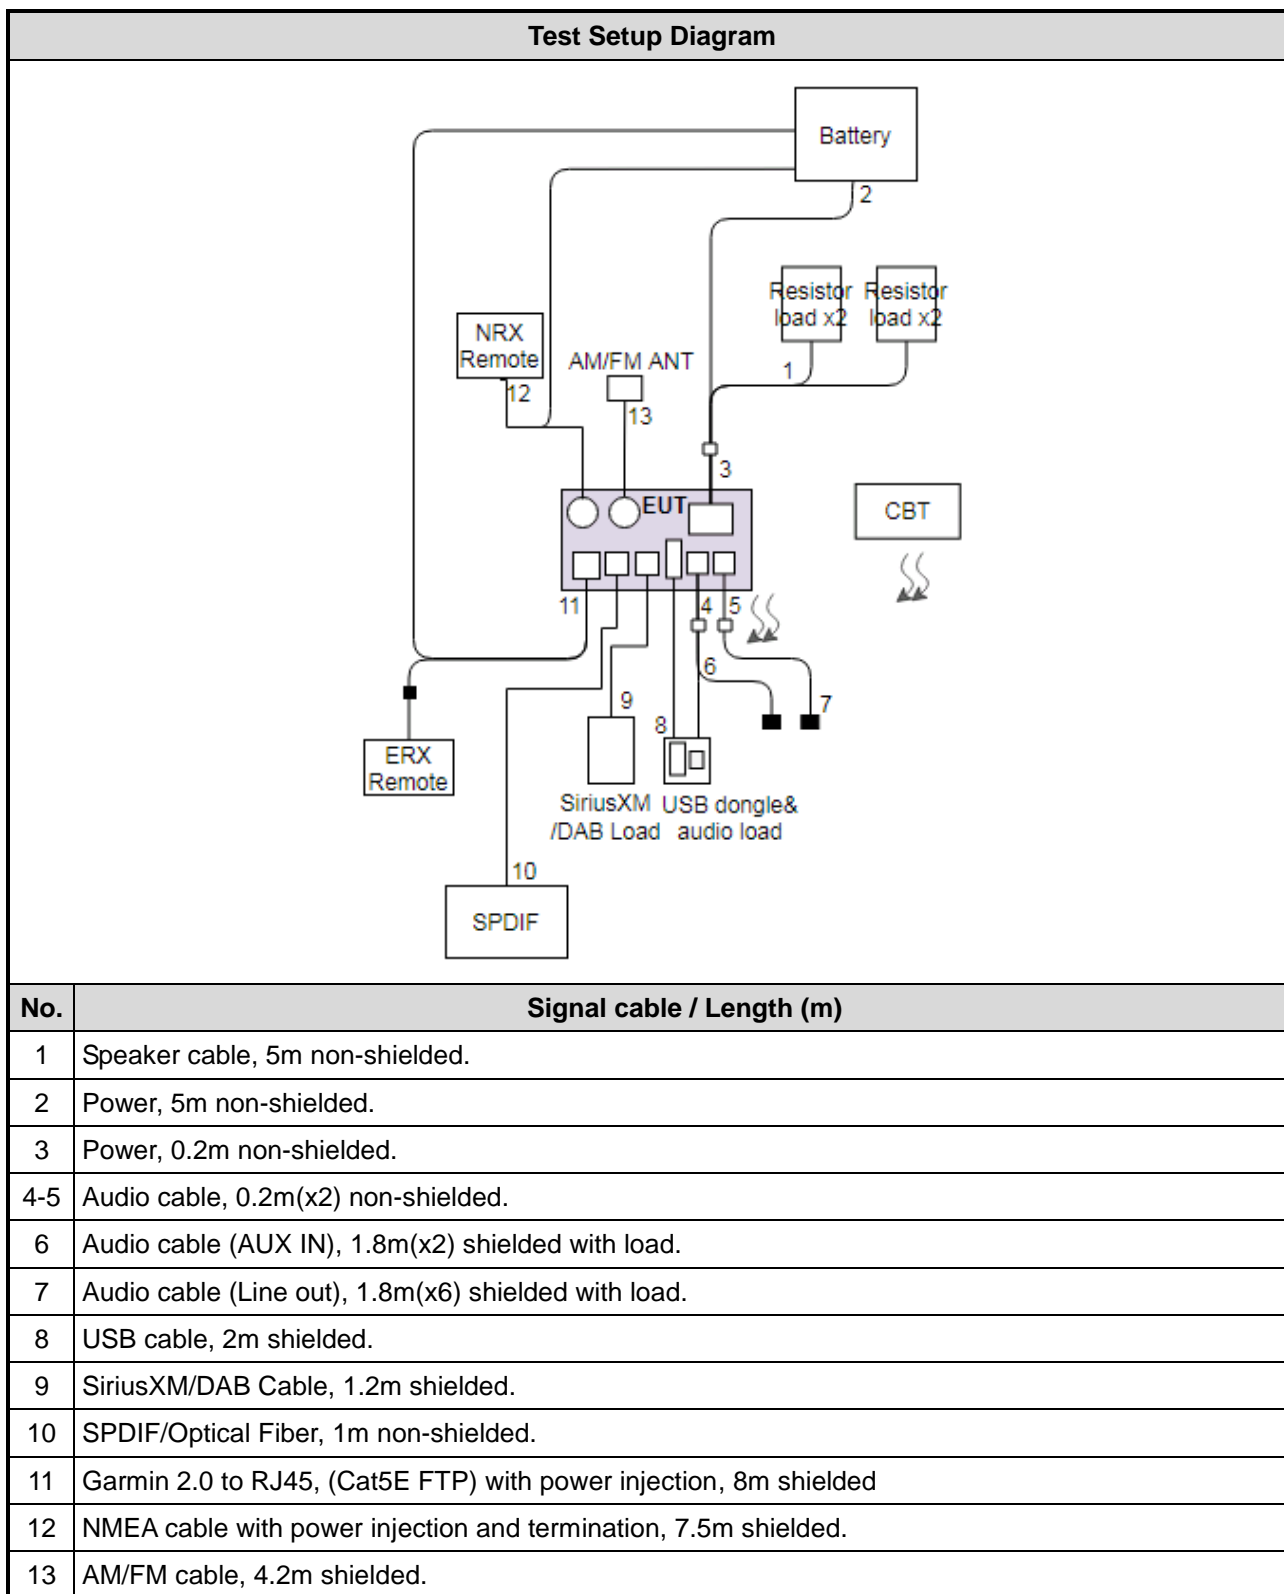 Test Setup Diagram
Battery
2
Resistor
load x2
Resistor
load x2
1
NRX
Remote
12
AM/FM ANT
13
3
EUT
CBT
11
4
5
6
7
9
8
ERX
Remote
SiriusXM
/DAB Load
USB dongle&
audio load
10
SPDIF
No. Signal cable / Length (m)
1 Speaker cable, 5m non-shielded.
2 Power, 5m non-shielded.
3 Power, 0.2m non-shielded.
4-5 Audio cable, 0.2m(x2) non-shielded.
6 Audio cable (AUX IN), 1.8m(x2) shielded with load.
7 Audio cable (Line out), 1.8m(x6) shielded with load.
8 USB cable, 2m shielded.
9 SiriusXM/DAB Cable, 1.2m shielded.
10 SPDIF/Optical Fiber, 1m non-shielded.
11 Garmin 2.0 to RJ45, (Cat5E FTP) with power injection, 8m shielded
12 NMEA cable with power injection and termination, 7.5m shielded.
13 AM/FM cable, 4.2m shielded.